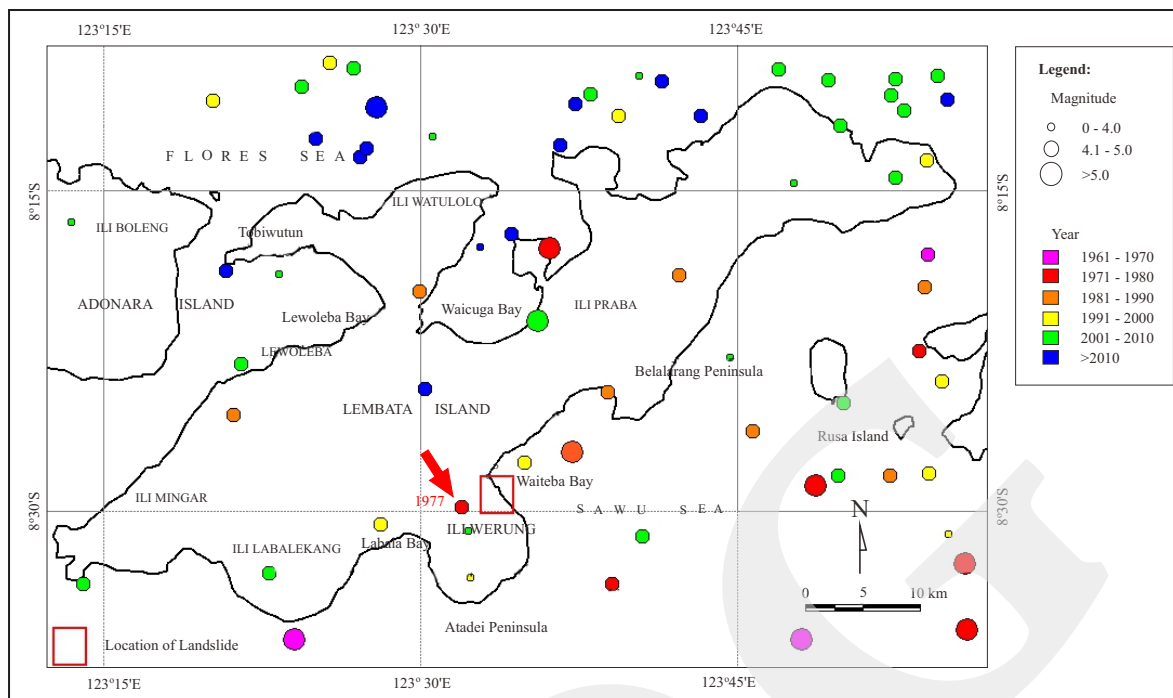 123°15'E 123° 30'E 123°45'E
Legend:
Magnitude
0 - 4.0
4.1 - 5.0
>5.0
Year
1961 - 1970
1971 - 1980
1981 - 1990
1991 - 2000
2001 - 2010
>2010
FLORES SEA
8°15'S 8°15'S
ILI WATULOLO
ILI BOLENG
Tobiwutun
ADONARA ISLAND
Waicuga Bay
ILI PRABA
Lewoleba Bay
LEWOLEBA
Belalarang Peninsula
LEMBATA ISLAND
Rusa Island
Waiteba Bay
ILI MINGAR
1977
SAWU SEA
N
8°30'S 8°30'S
ILI WERUNG
Labala Bay
ILI LABALEKANG
0 5 10 km
Atadei Peninsula
Location of Landslide
123°15'E 123° 30'E 123°45'E
G